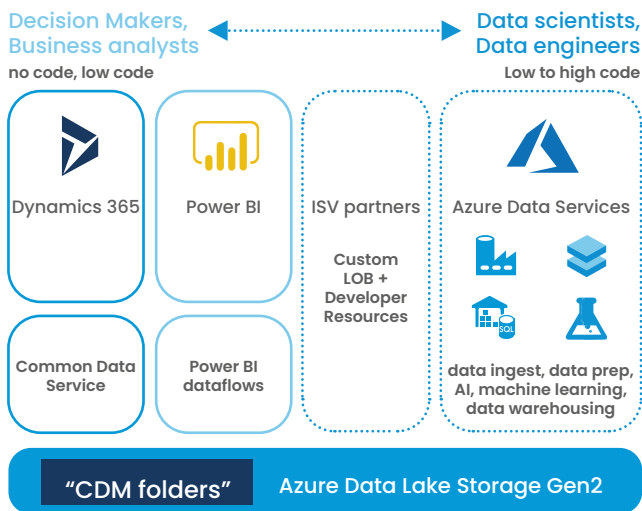 Decision Makers,
Business analysts
no code, low code
Data scientists,
Data engineers
Low to high code
Dynamics 365
Common Data
Service
Power BI
Power BI
dataflows
ISV partners
Custom
LOB +
Developer
Resources
Azure Data Services
SQL
data ingest, data prep,
AI, machine learning,
data warehousing
“CDM folders”
Azure Data Lake Storage Gen2